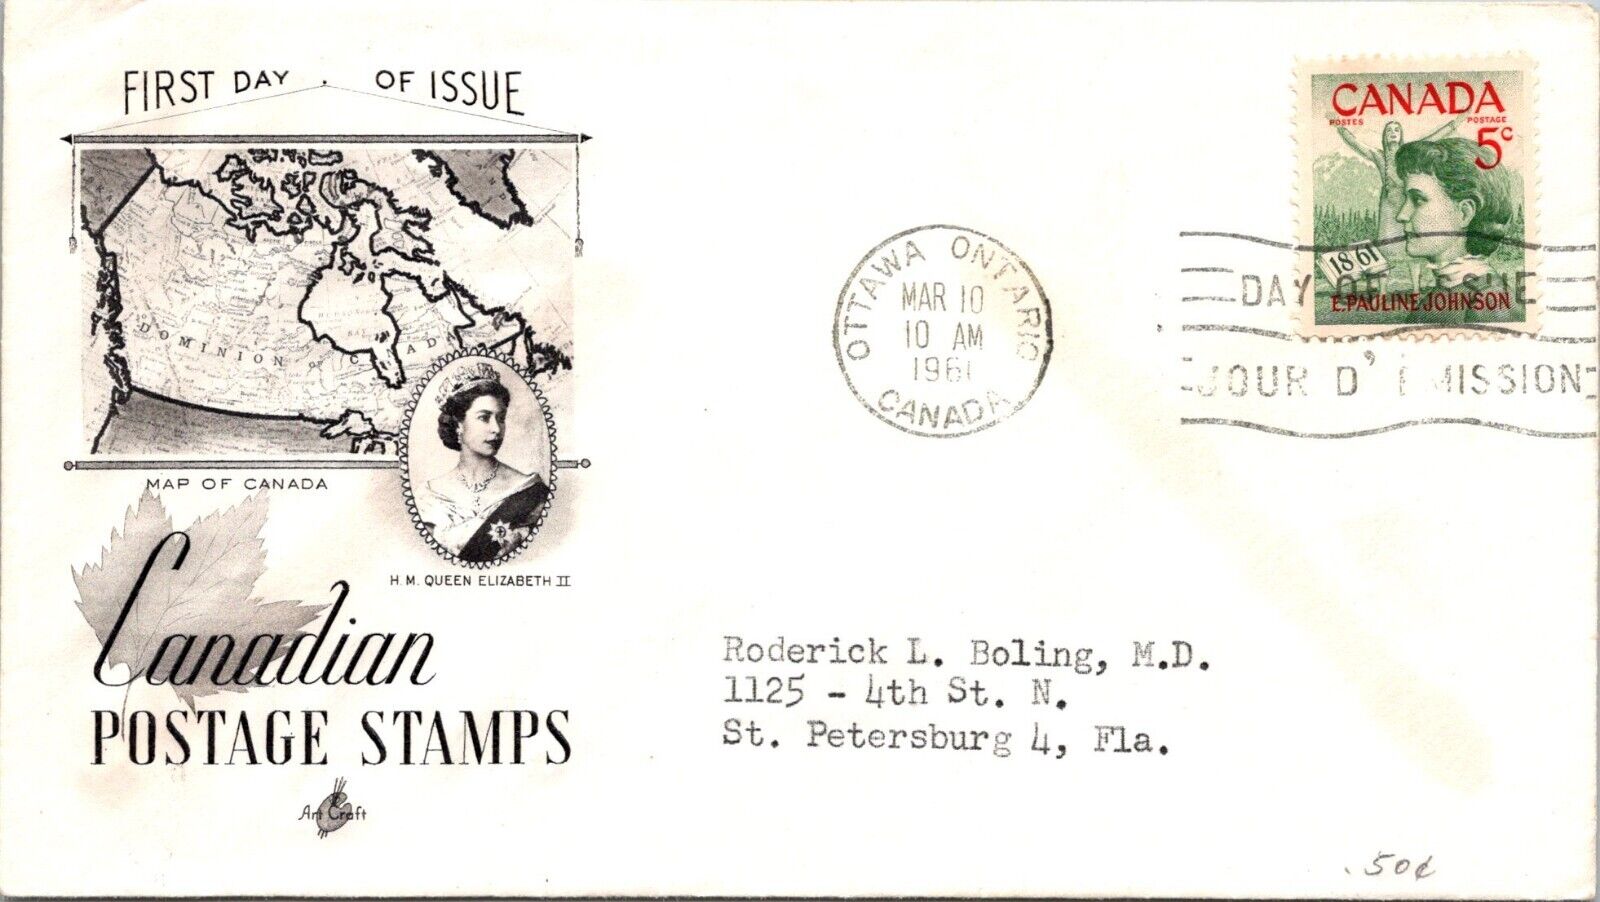 FIRST DAY OF ISSUE
DOMINION OF CANADA
MAP OF CANADA
H. M. QUEEN ELIZABETH II
Canadian
POSTAGE STAMPS
Art Craft
OTTAWA ONTARIO
MAR 10
10 AM
1961
CANADA
CANADA
POSTES POSTAGE
5c
1861
E. PAULINE JOHNSON
DAY OF ISSUE
JOUR D'ÉMISSION
Roderick L. Boling, M.D.
1125 - 4th St. N.
St. Petersburg 4, Fla.
.50¢